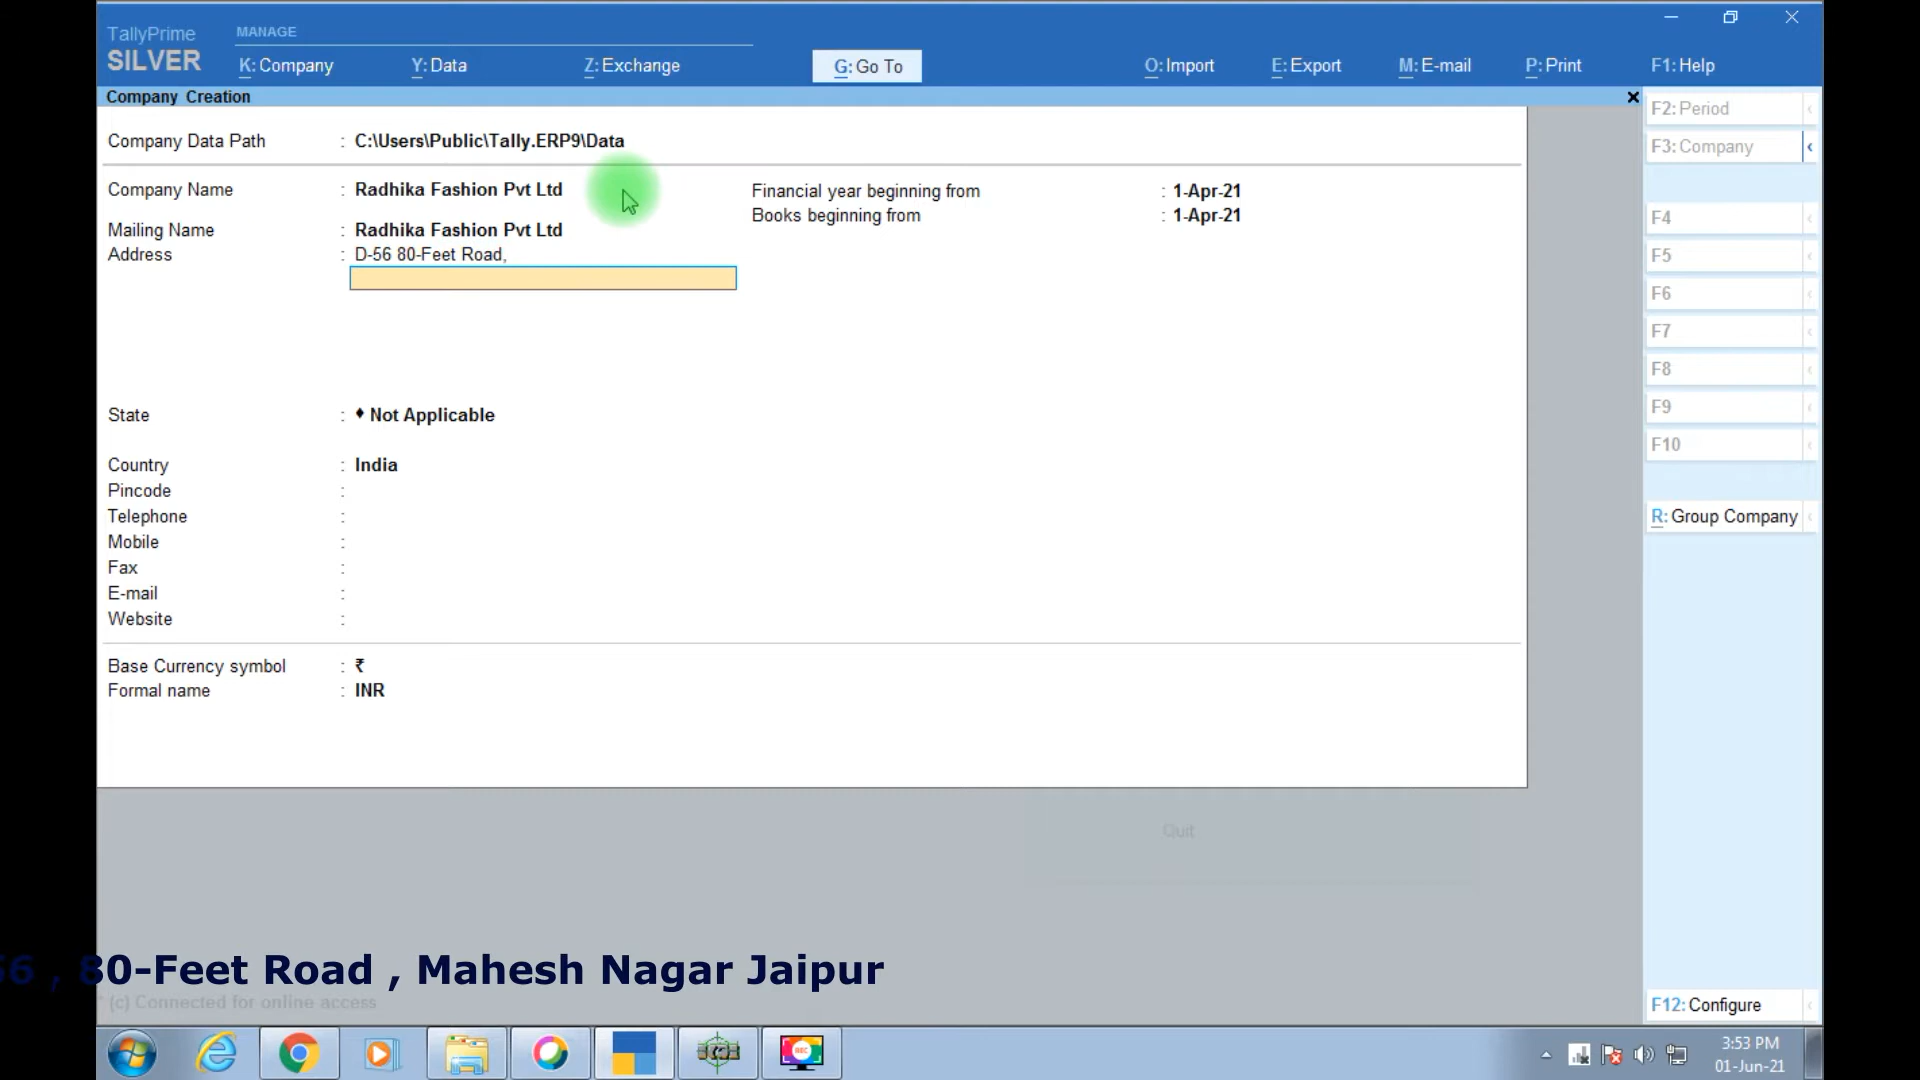 TallyPrime
SILVER
MANAGE
K: Company
Y: Data
Z: Exchange
G: Go To
O: Import
E: Export
M: E-mail
P: Print
F1: Help
Company Creation
F2: Period
F3: Company
F4
F5
F6
F7
F8
F9
F10
R: Group Company
F12: Configure
Company Data Path : C:\Users\Public\Tally.ERP9\Data
Company Name : Radhika Fashion Pvt Ltd
Financial year beginning from : 1-Apr-21
Books beginning from : 1-Apr-21
Mailing Name : Radhika Fashion Pvt Ltd
Address : D-56 80-Feet Road,
State : ♦ Not Applicable
Country : India
Pincode :
Telephone :
Mobile :
Fax :
E-mail :
Website :
Base Currency symbol : ₹
Formal name : INR
Quit
56 , 80-Feet Road , Mahesh Nagar Jaipur
(c) Connected for online access
REC
3:53 PM
01-Jun-21